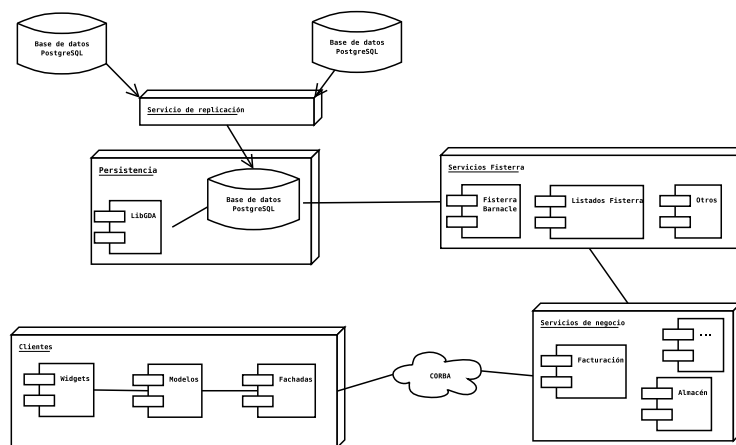 Base de datos
PostgreSQL
Base de datos
PostgreSQL
Servicio de replicación
Persistencia
LibGDA
Base de datos
PostgreSQL
Servicios Fisterra
Fisterra
Barnacle
Listados Fisterra
Otros
Servicios de negocio
...
Facturación
Almacén
Clientes
Widgets
Modelos
Fachadas
CORBA